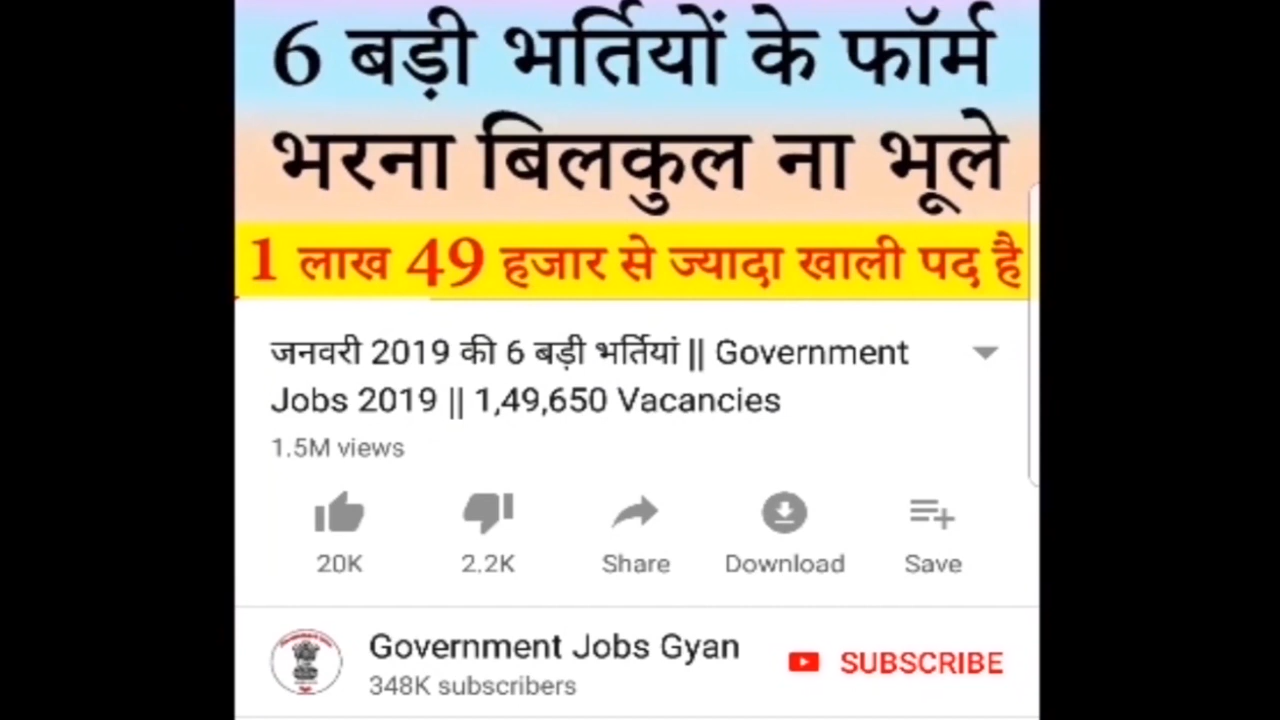 6 बड़ी भर्तियों के फॉर्म
भरना बिलकुल ना भूले
1 लाख 49 हजार से ज्यादा खाली पद है
जनवरी 2019 की 6 बड़ी भर्तियां || Government
Jobs 2019 || 1,49,650 Vacancies
1.5M views
20K 2.2K Share Download Save
Government Jobs Gyan
348K subscribers
SUBSCRIBE